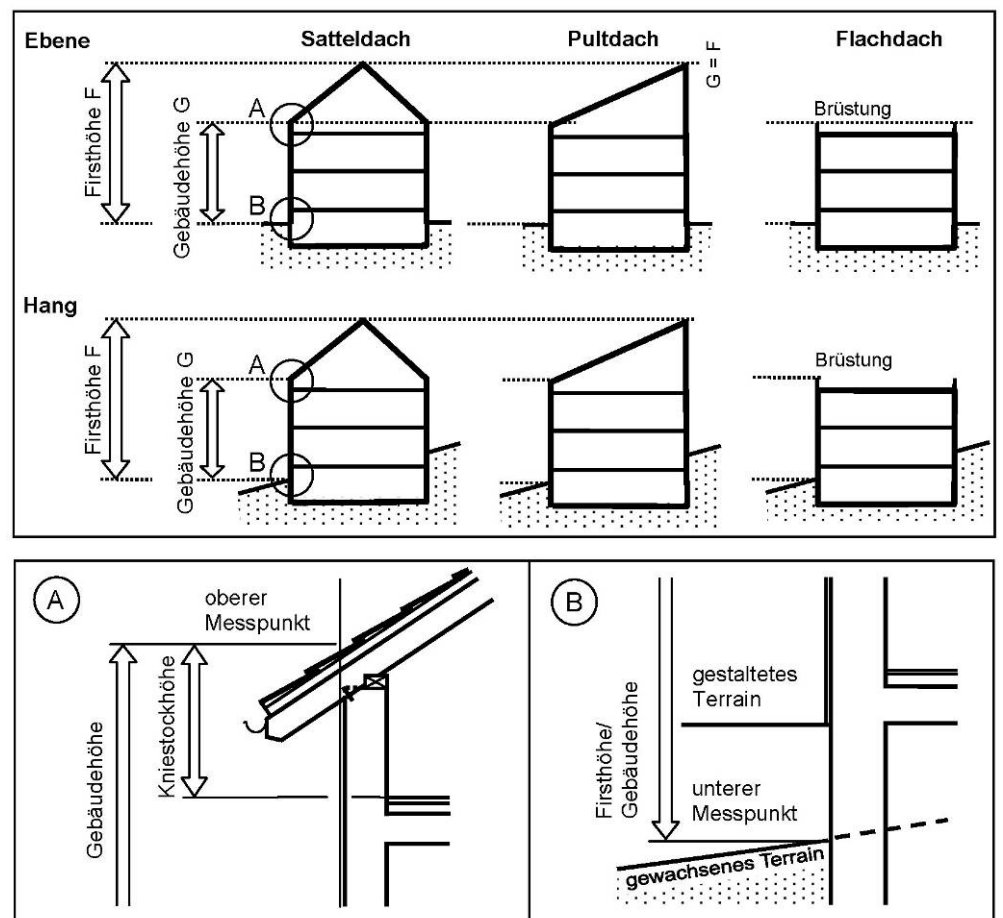 Ebene
Satteldach
Pultdach
Flachdach
Firsthöhe F
Gebäudehöhe G
A
B
G = F
Brüstung
Hang
Firsthöhe F
Gebäudehöhe G
A
B
Brüstung
A
oberer
Messpunkt
Gebäudehöhe
Kniestockhöhe
B
Firsthöhe/
Gebäudehöhe
gestaltetes
Terrain
unterer
Messpunkt
gewachsenes Terrain